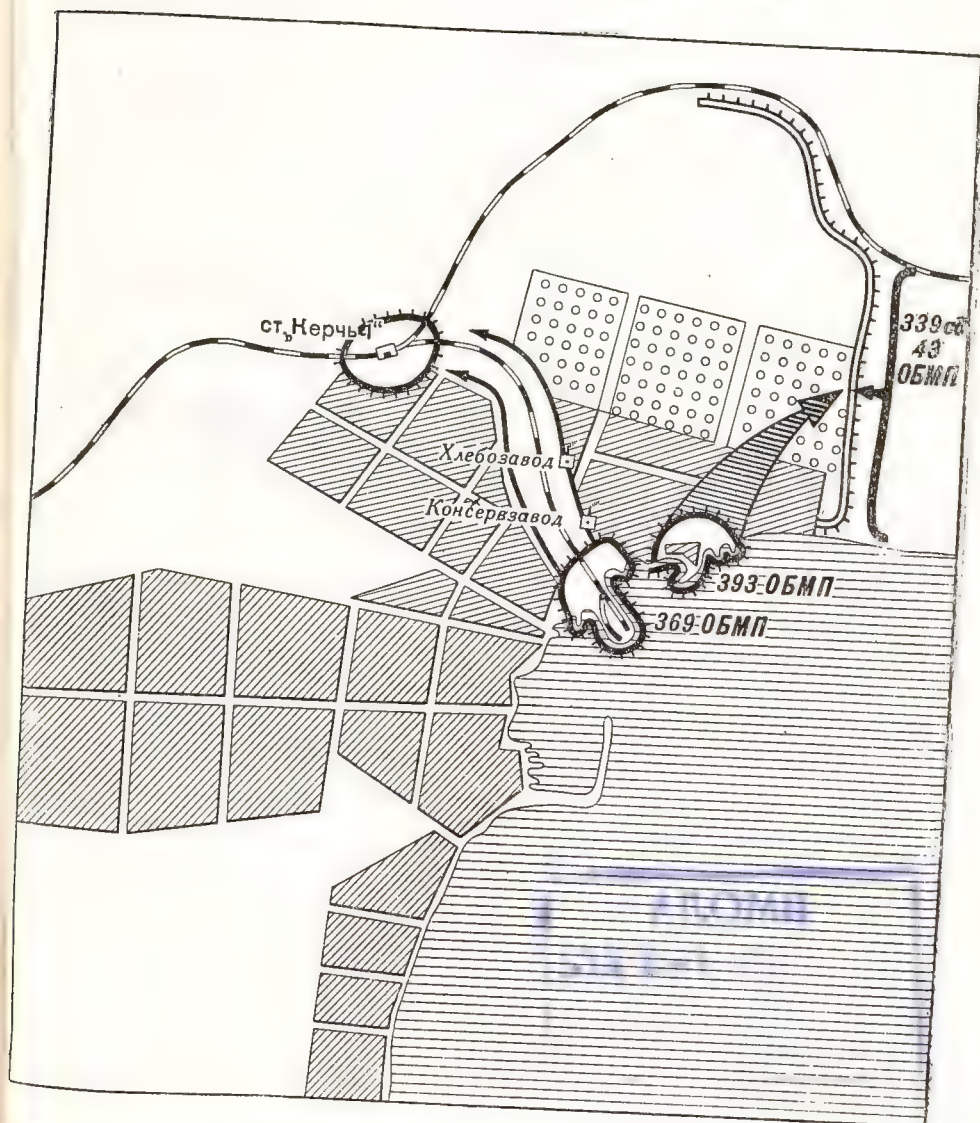 ст. „Керчь I“
339 сд
43
ОБМП
Хлебозавод
Консервзавод
393 ОБМП
369 ОБМП